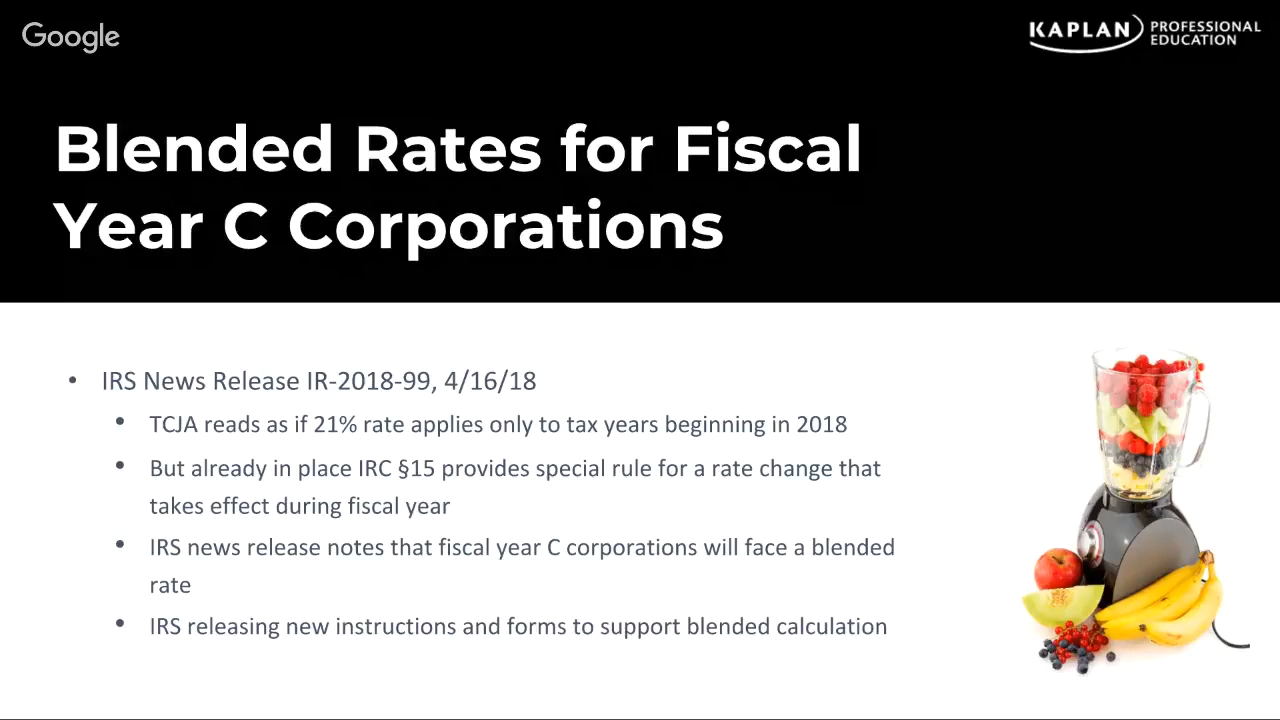 Google
KAPLAN PROFESSIONAL
EDUCATION
Blended Rates for Fiscal
Year C Corporations
• IRS News Release IR-2018-99, 4/16/18
• TCJA reads as if 21% rate applies only to tax years beginning in 2018
• But already in place IRC §15 provides special rule for a rate change that
takes effect during fiscal year
• IRS news release notes that fiscal year C corporations will face a blended
rate
• IRS releasing new instructions and forms to support blended calculation